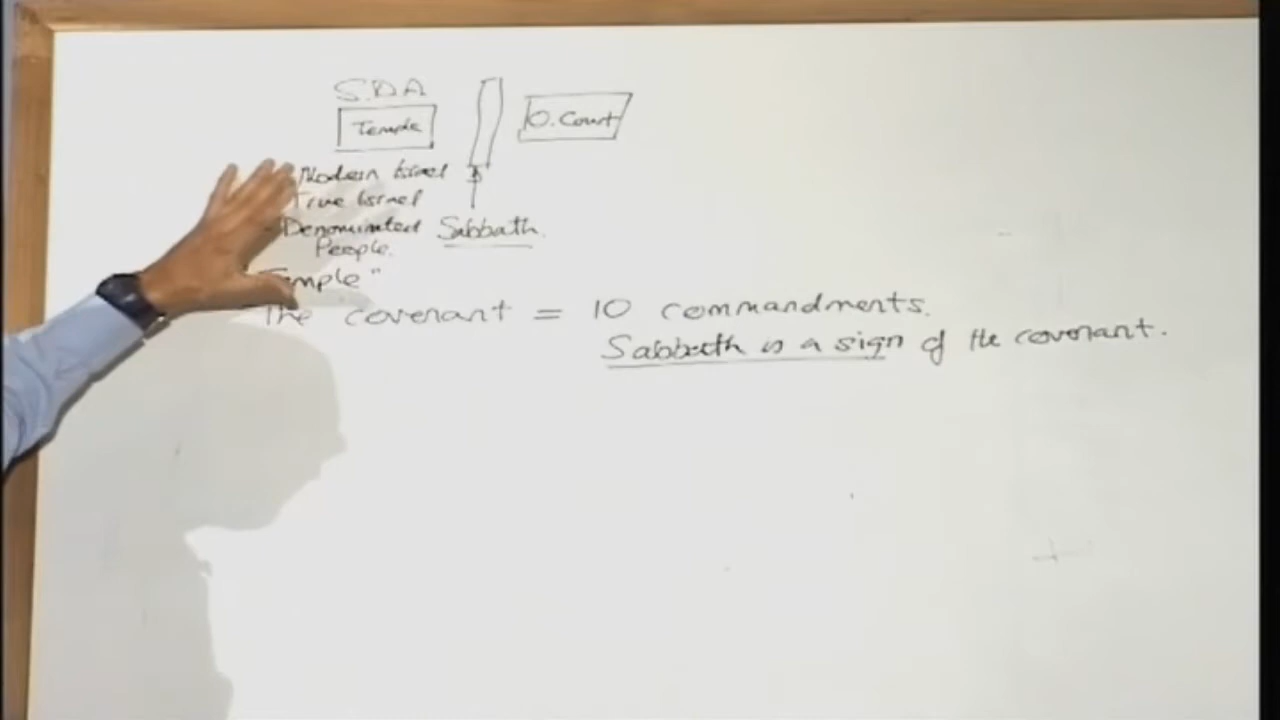 S.D.A
Temple
O. Court
Modern Israel
True Israel
Denominated Sabbath.
People.
Temple"
The covenant = 10 commandments.
Sabbath is a sign of the covenant.